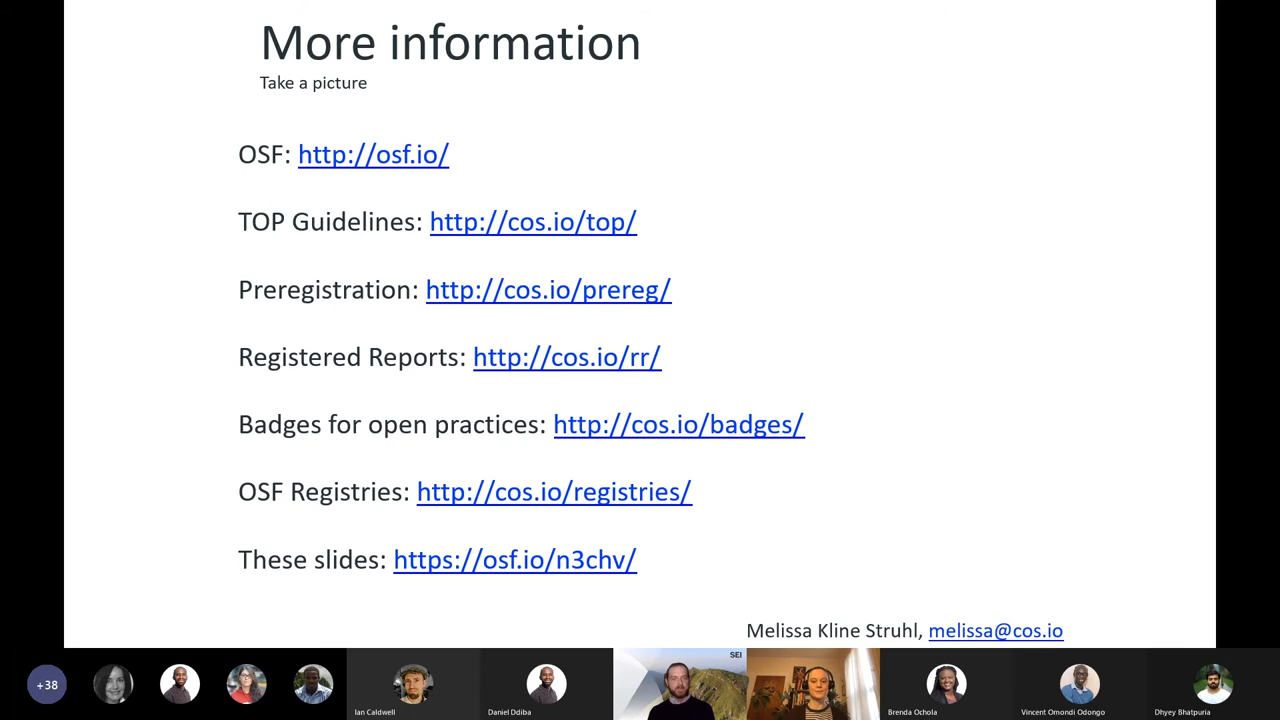 More information
Take a picture
OSF: http://osf.io/
TOP Guidelines: http://cos.io/top/
Preregistration: http://cos.io/prereg/
Registered Reports: http://cos.io/rr/
Badges for open practices: http://cos.io/badges/
OSF Registries: http://cos.io/registries/
These slides: https://osf.io/n3chv/
Melissa Kline Struhl, melissa@cos.io
SEI
+38
Ian Caldwell
Daniel Ddiba
Brenda Ochola
Vincent Omondi Odongo
Dhyey Bhatpuria